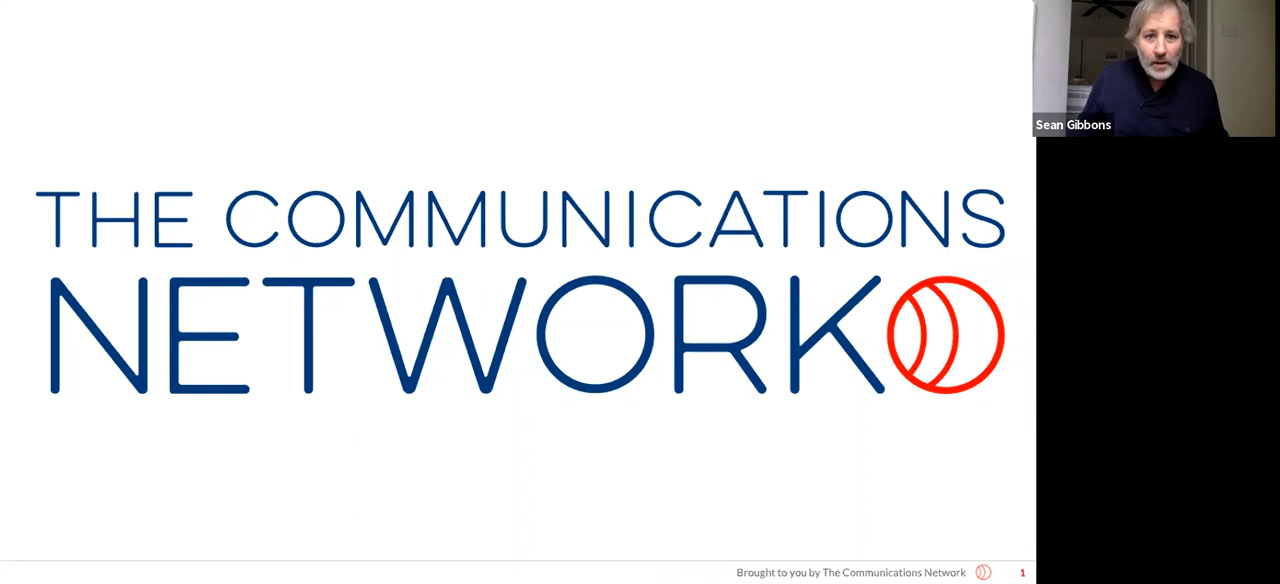 THE COMMUNICATIONS
NETWORK
Sean Gibbons
Brought to you by The Communications Network
1